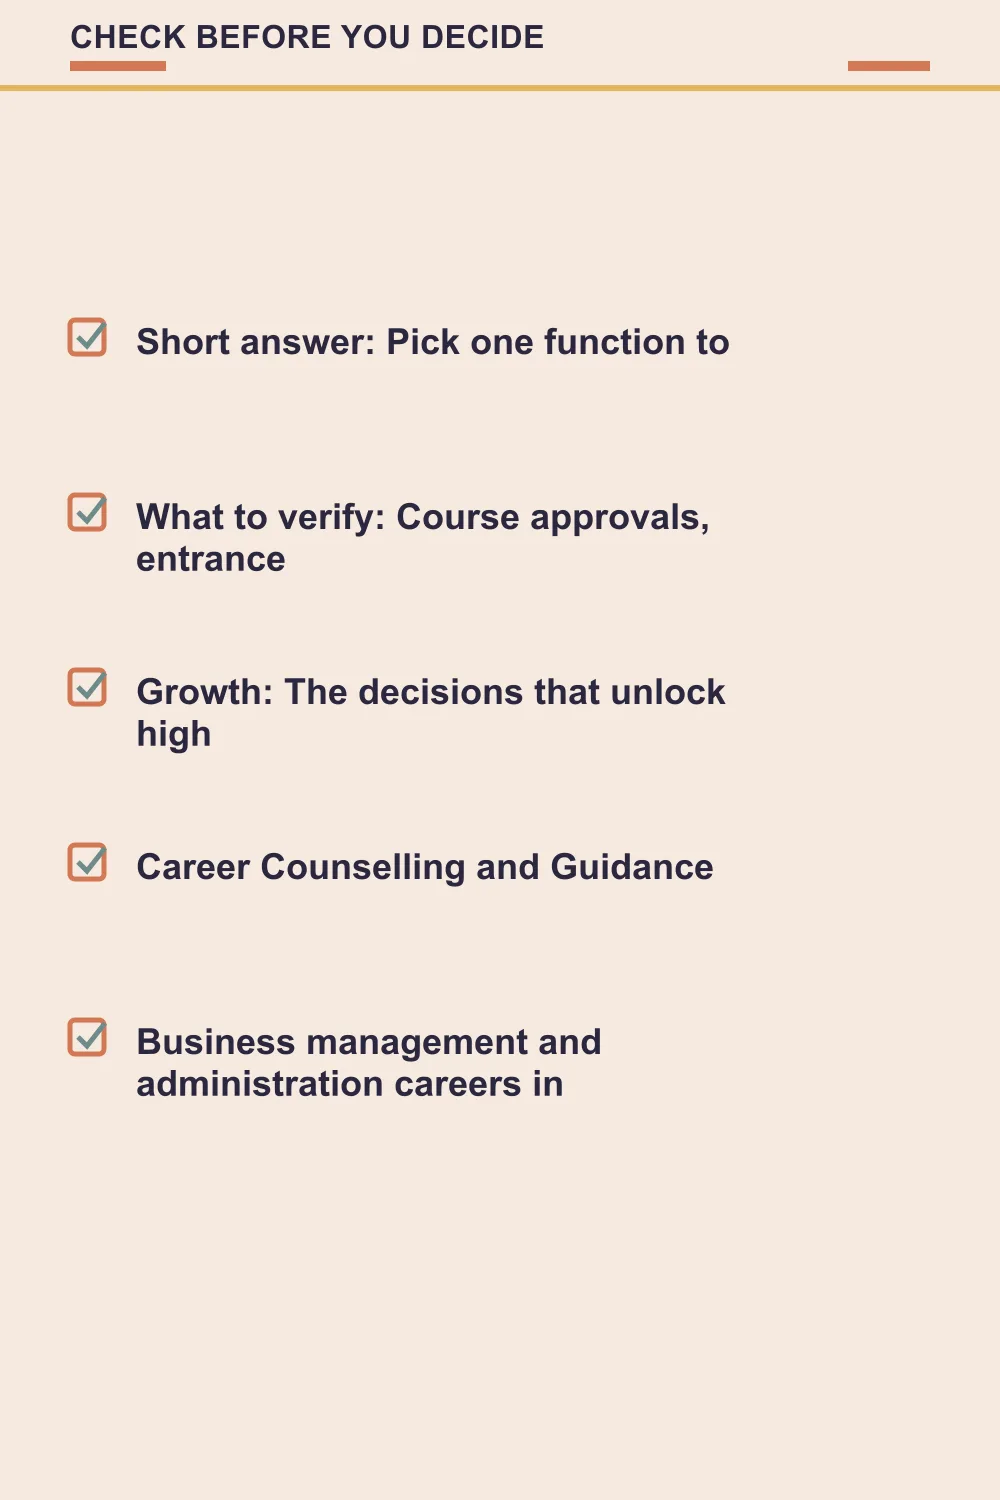 CHECK BEFORE YOU DECIDE
Short answer: Pick one function to
What to verify: Course approvals,
entrance
Growth: The decisions that unlock
high
Career Counselling and Guidance
Business management and
administration careers in